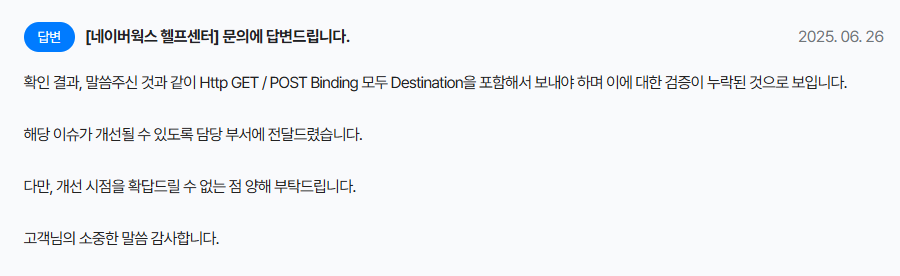 답변 [네이버웍스 헬프센터] 문의에 답변드립니다. 2025. 06. 26
확인 결과, 말씀주신 것과 같이 Http GET / POST Binding 모두 Destination을 포함해서 보내야 하며 이에 대한 검증이 누락된 것으로 보입니다.
해당 이슈가 개선될 수 있도록 담당 부서에 전달드렸습니다.
다만, 개선 시점을 확답드릴 수 없는 점 양해 부탁드립니다.
고객님의 소중한 말씀 감사합니다.